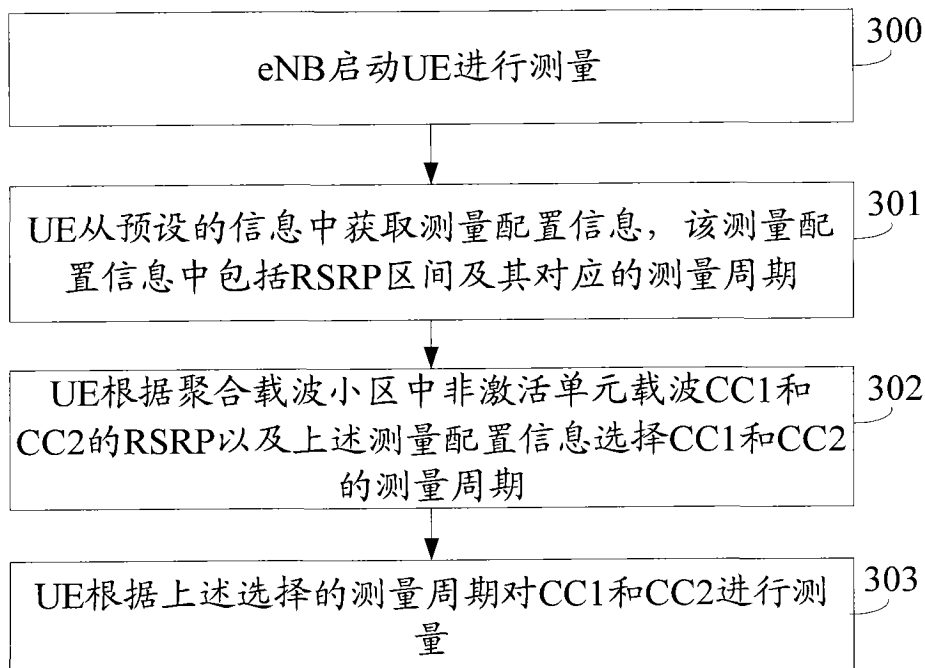 eNB启动UE进行测量
300
UE从预设的信息中获取测量配置信息，该测量配
置信息中包括RSRP区间及其对应的测量周期
301
UE根据聚合载波小区中非激活单元载波CC1和
CC2的RSRP以及上述测量配置信息选择CC1和CC2
的测量周期
302
UE根据上述选择的测量周期对CC1和CC2进行测
量
303